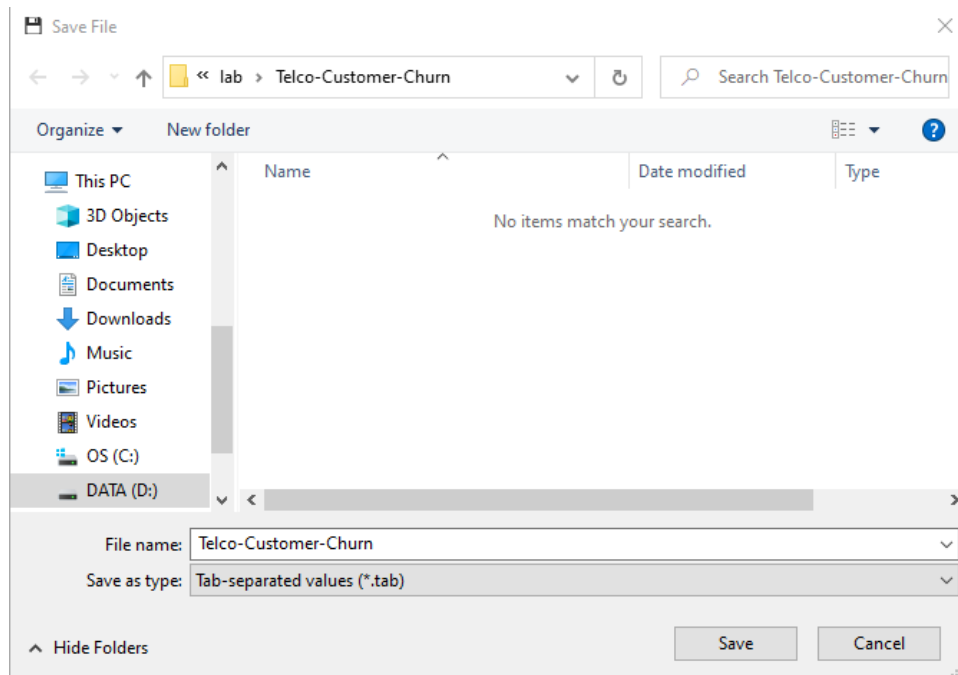 Save File
« lab > Telco-Customer-Churn
Search Telco-Customer-Churn
Organize
New folder
?
Name
Date modified
Type
This PC
3D Objects
Desktop
Documents
Downloads
Music
Pictures
Videos
OS (C:)
DATA (D:)
No items match your search.
File name: Telco-Customer-Churn
Save as type: Tab-separated values (*.tab)
Hide Folders
Save
Cancel